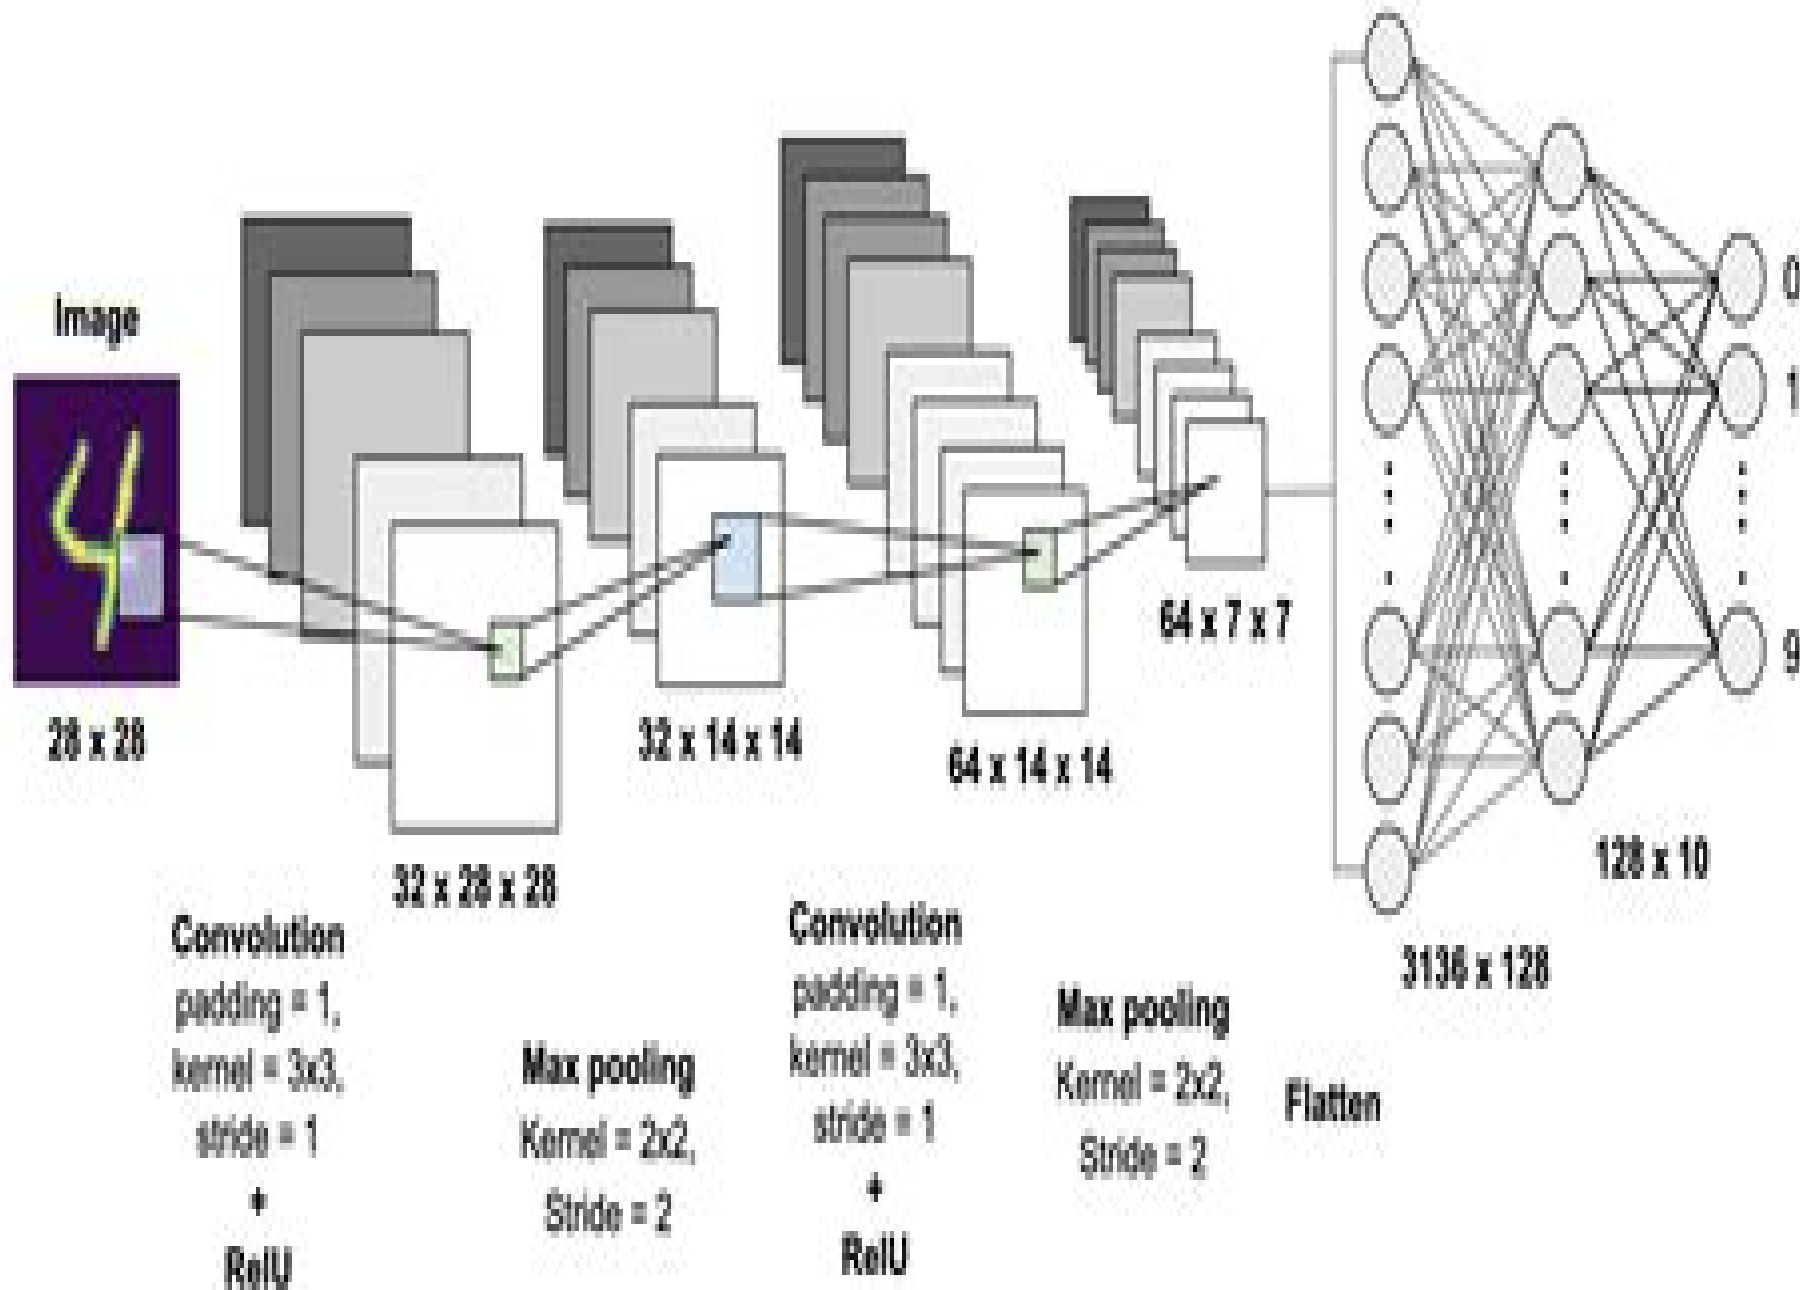 Image
28 x 28
32 x 28 x 28
32 x 14 x 14
64 x 14 x 14
64 x 7 x 7
0
1
9
128 x 10
3136 x 128
Convolution
padding = 1,
kernel = 3x3,
stride = 1
+
RelU
Max pooling
Kernel = 2x2,
Stride = 2
Convolution
padding = 1,
kernel = 3x3,
stride = 1
+
RelU
Max pooling
Kernel = 2x2,
Stride = 2
Flatten